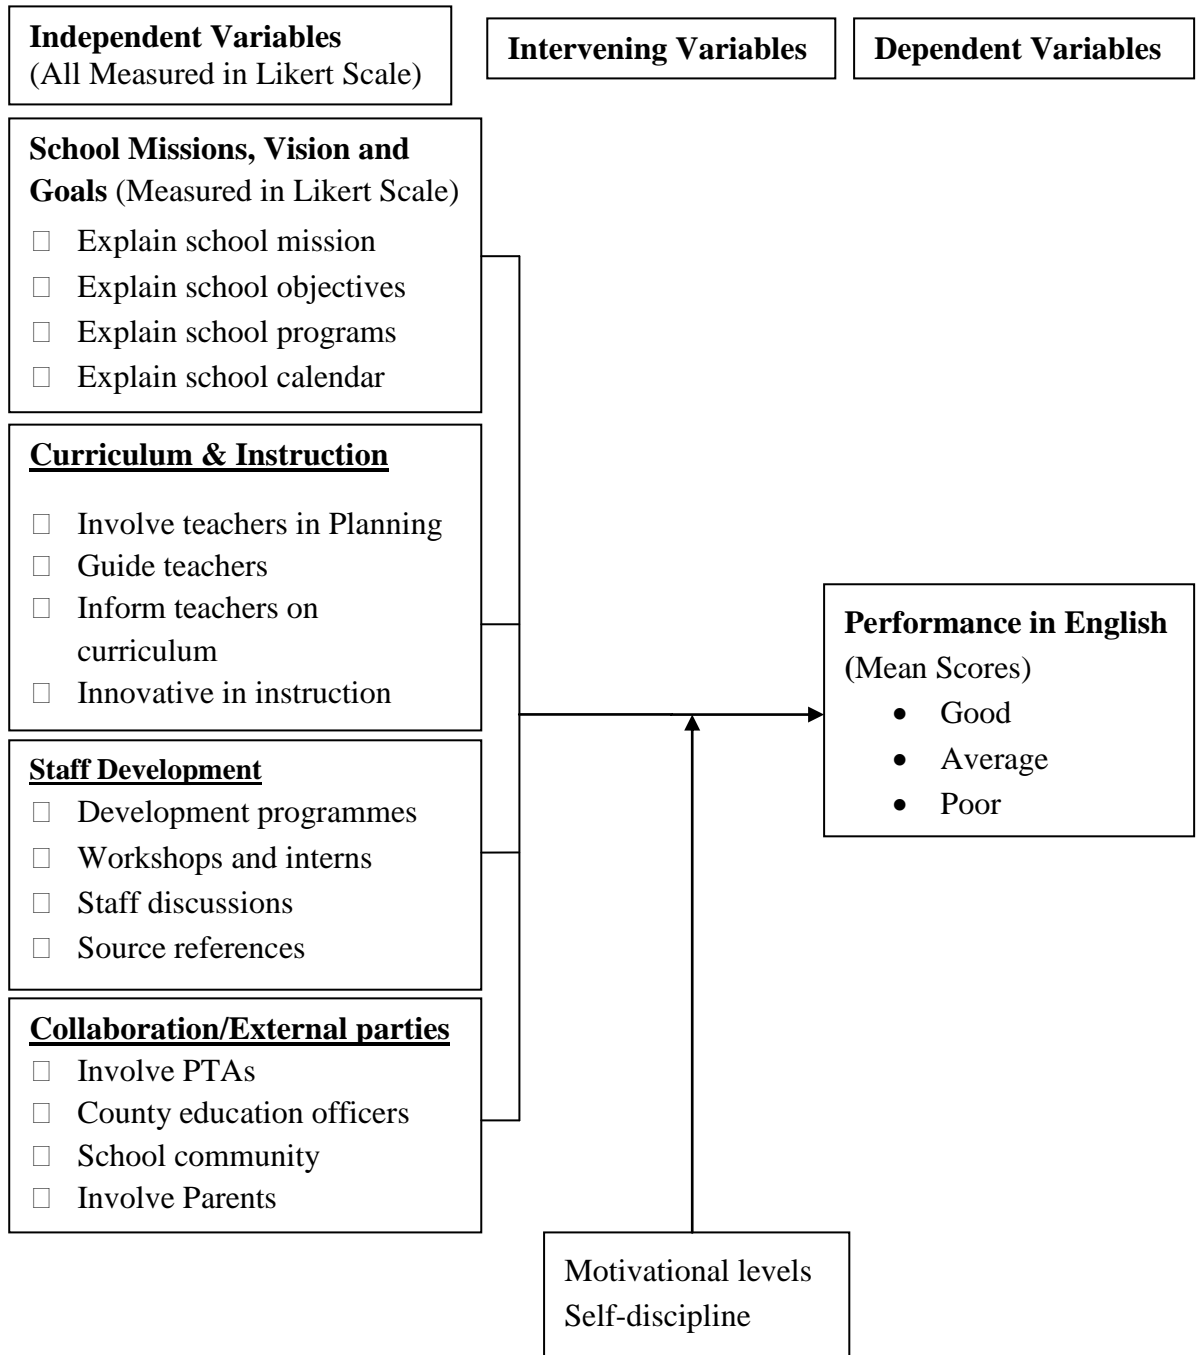 Independent Variables
(All Measured in Likert Scale)
Intervening Variables
Dependent Variables
School Missions, Vision and
Goals (Measured in Likert Scale)
Explain school mission
Explain school objectives
Explain school programs
Explain school calendar
Curriculum & Instruction
Involve teachers in Planning
Guide teachers
Inform teachers on
curriculum
Innovative in instruction
Staff Development
Development programmes
Workshops and interns
Staff discussions
Source references
Collaboration/External parties
Involve PTAs
County education officers
School community
Involve Parents
Motivational levels
Self-discipline
Performance in English
(Mean Scores)
• Good
• Average
• Poor